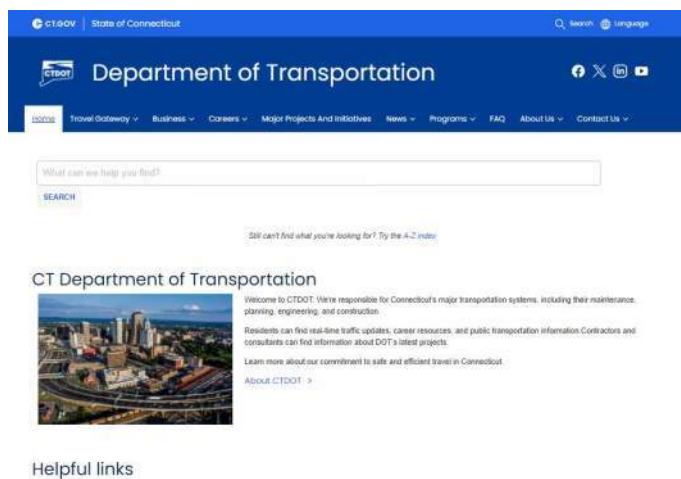 CT.GOV | State of Connecticut
Search Language
CTDOT
Department of Transportation
Home Travel Gateway Business Careers Major Projects And Initiatives News Programs FAQ About Us Contact Us
What can we help you find?
SEARCH
Still can't find what you're looking for? Try the A-Z index
CT Department of Transportation
Welcome to CTDOT. We're responsible for Connecticut's major transportation systems, including their maintenance,
planning, engineering, and construction.
Residents can find real-time traffic updates, career resources, and public transportation information. Contractors and
consultants can find information about DOT's latest projects.
Learn more about our commitment to safe and efficient travel in Connecticut.
About CTDOT >
Helpful links